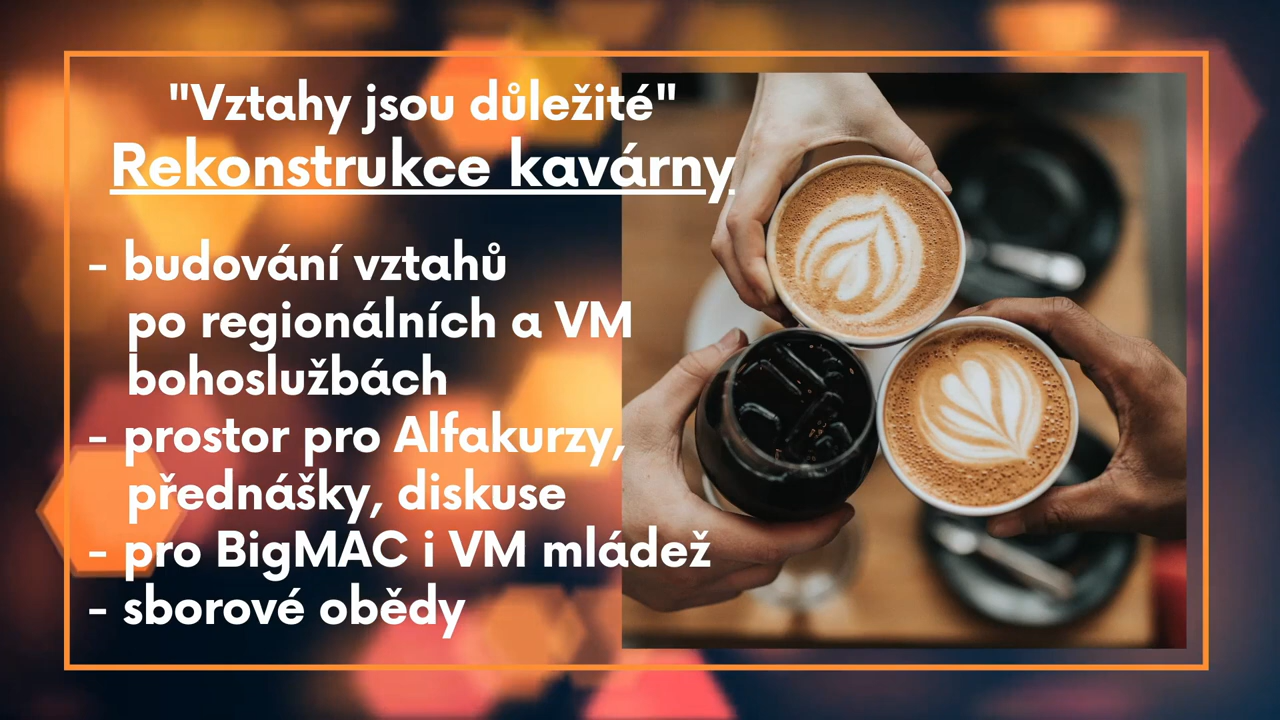 "Vztahy jsou důležité"
Rekonstrukce kavárny
- budování vztahů
po regionálních a VM
bohoslužbách
- prostor pro Alfakurzy,
přednášky, diskuse
- pro BigMAC i VM mládež
- sborové obědy